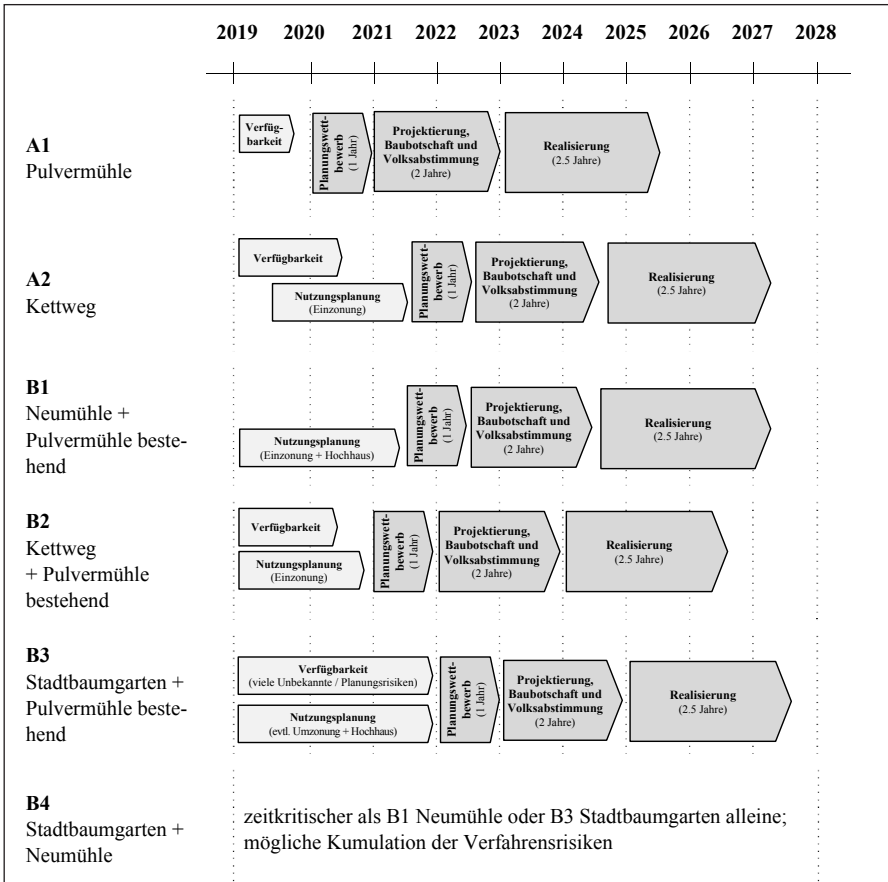 2019 2020 2021 2022 2023 2024 2025 2026 2027 2028
A1
Pulvermühle
Verfüg-
barkeit
Planungswett-
bewerb
(1 Jahr)
Projektierung,
Baubotschaft und
Volksabstimmung
(2 Jahre)
Realisierung
(2.5 Jahre)
A2
Kettweg
Verfügbarkeit
Nutzungsplanung
(Einzonung)
Planungswett-
bewerb
(1 Jahr)
Projektierung,
Baubotschaft und
Volksabstimmung
(2 Jahre)
Realisierung
(2.5 Jahre)
B1
Neumühle +
Pulvermühle beste-
hend
Nutzungsplanung
(Einzonung + Hochhaus)
Planungswett-
bewerb
(1 Jahr)
Projektierung,
Baubotschaft und
Volksabstimmung
(2 Jahre)
Realisierung
(2.5 Jahre)
B2
Kettweg
+ Pulvermühle
bestehend
Verfügbarkeit
Nutzungsplanung
(Einzonung)
Planungswett-
bewerb
(1 Jahr)
Projektierung,
Baubotschaft und
Volksabstimmung
(2 Jahre)
Realisierung
(2.5 Jahre)
B3
Stadtbaumgarten +
Pulvermühle beste-
hend
Verfügbarkeit
(viele Unbekannte / Planungsrisiken)
Nutzungsplanung
(evtl. Umzonung + Hochhaus)
Planungswett-
bewerb
(1 Jahr)
Projektierung,
Baubotschaft und
Volksabstimmung
(2 Jahre)
Realisierung
(2.5 Jahre)
B4
Stadtbaumgarten +
Neumühle
zeitkritischer als B1 Neumühle oder B3 Stadtbaumgarten alleine;
mögliche Kumulation der Verfahrensrisiken